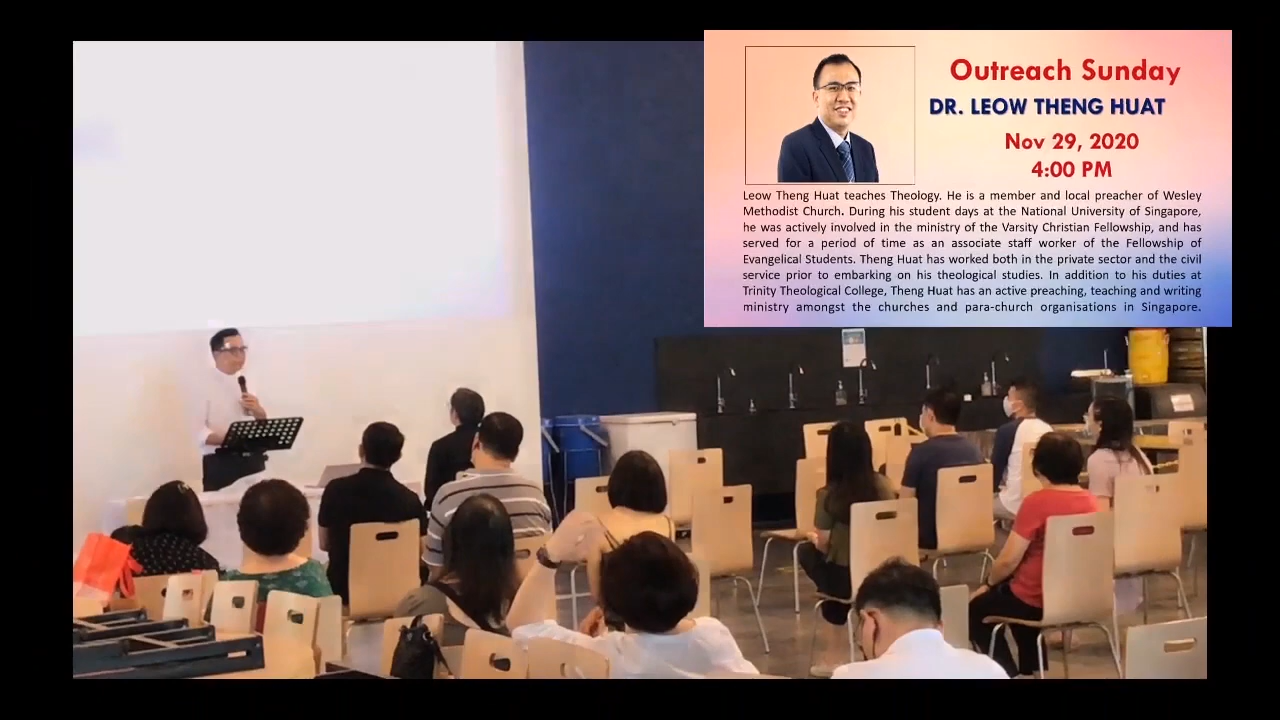 Outreach Sunday
DR. LEOW THENG HUAT
Nov 29, 2020
4:00 PM
Leow Theng Huat teaches Theology. He is a member and local preacher of Wesley
Methodist Church. During his student days at the National University of Singapore,
he was actively involved in the ministry of the Varsity Christian Fellowship, and has
served for a period of time as an associate staff worker of the Fellowship of
Evangelical Students. Theng Huat has worked both in the private sector and the civil
service prior to embarking on his theological studies. In addition to his duties at
Trinity Theological College, Theng Huat has an active preaching, teaching and writing
ministry amongst the churches and para-church organisations in Singapore.